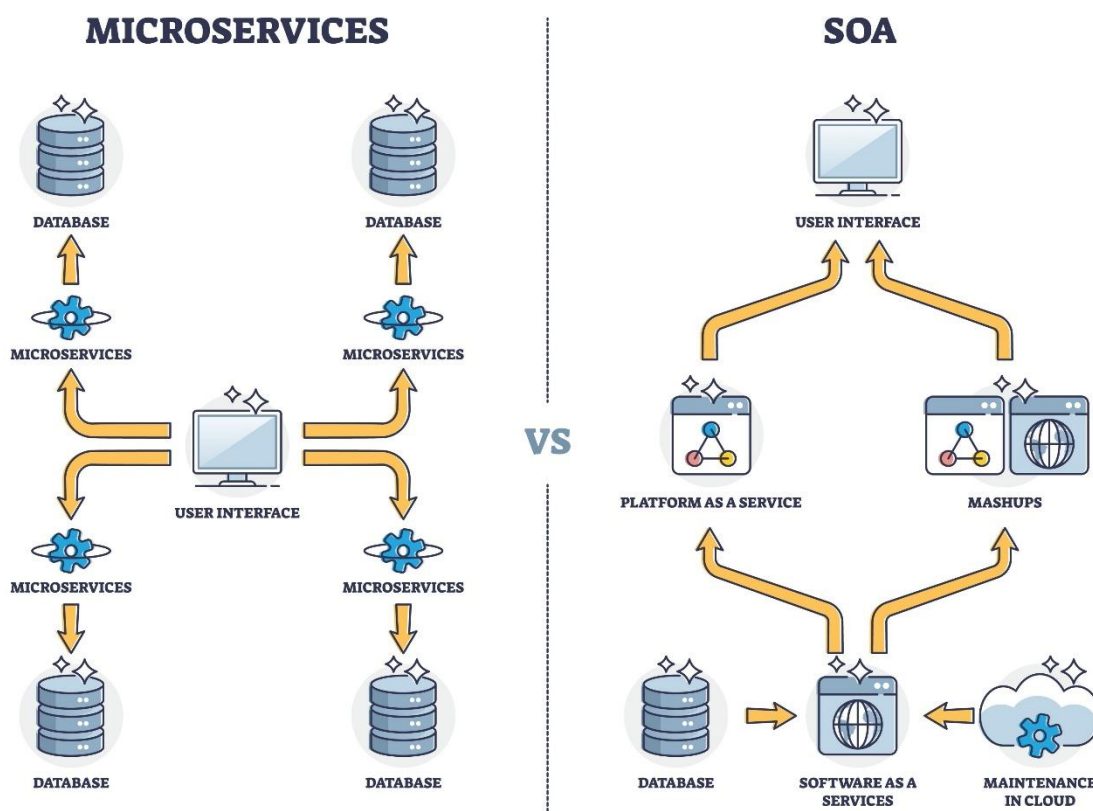 MICROSERVICES
DATABASE
DATABASE
MICROSERVICES
MICROSERVICES
USER INTERFACE
MICROSERVICES
MICROSERVICES
DATABASE
DATABASE
VS
SOA
USER INTERFACE
PLATFORM AS A SERVICE
MASHUPS
DATABASE
SOFTWARE AS A
SERVICES
MAINTENANCE
IN CLOUD